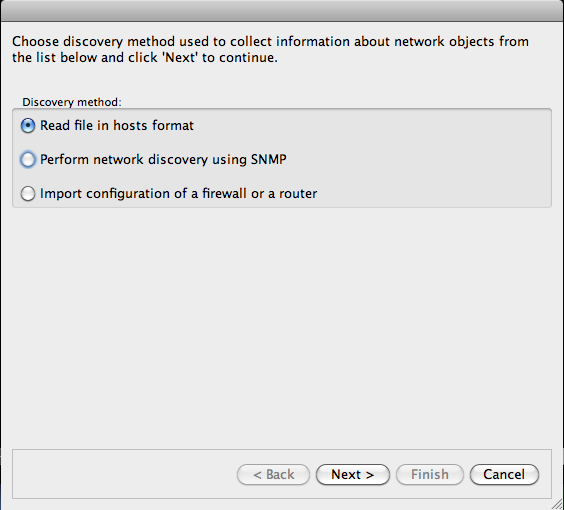 Choose discovery method used to collect information about network objects from
the list below and click 'Next' to continue.
Discovery method:
Read file in hosts format
Perform network discovery using SNMP
Import configuration of a firewall or a router
< Back Next > Finish Cancel